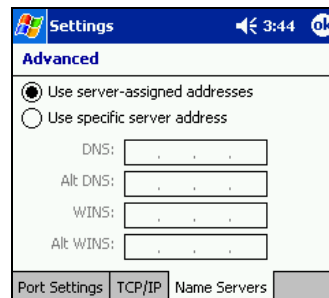 Settings 3:44 ok
Advanced
Use server-assigned addresses
Use specific server address
DNS: . . .
Alt DNS: . . .
WINS: . . .
Alt WINS: . . .
Port Settings TCP/IP Name Servers